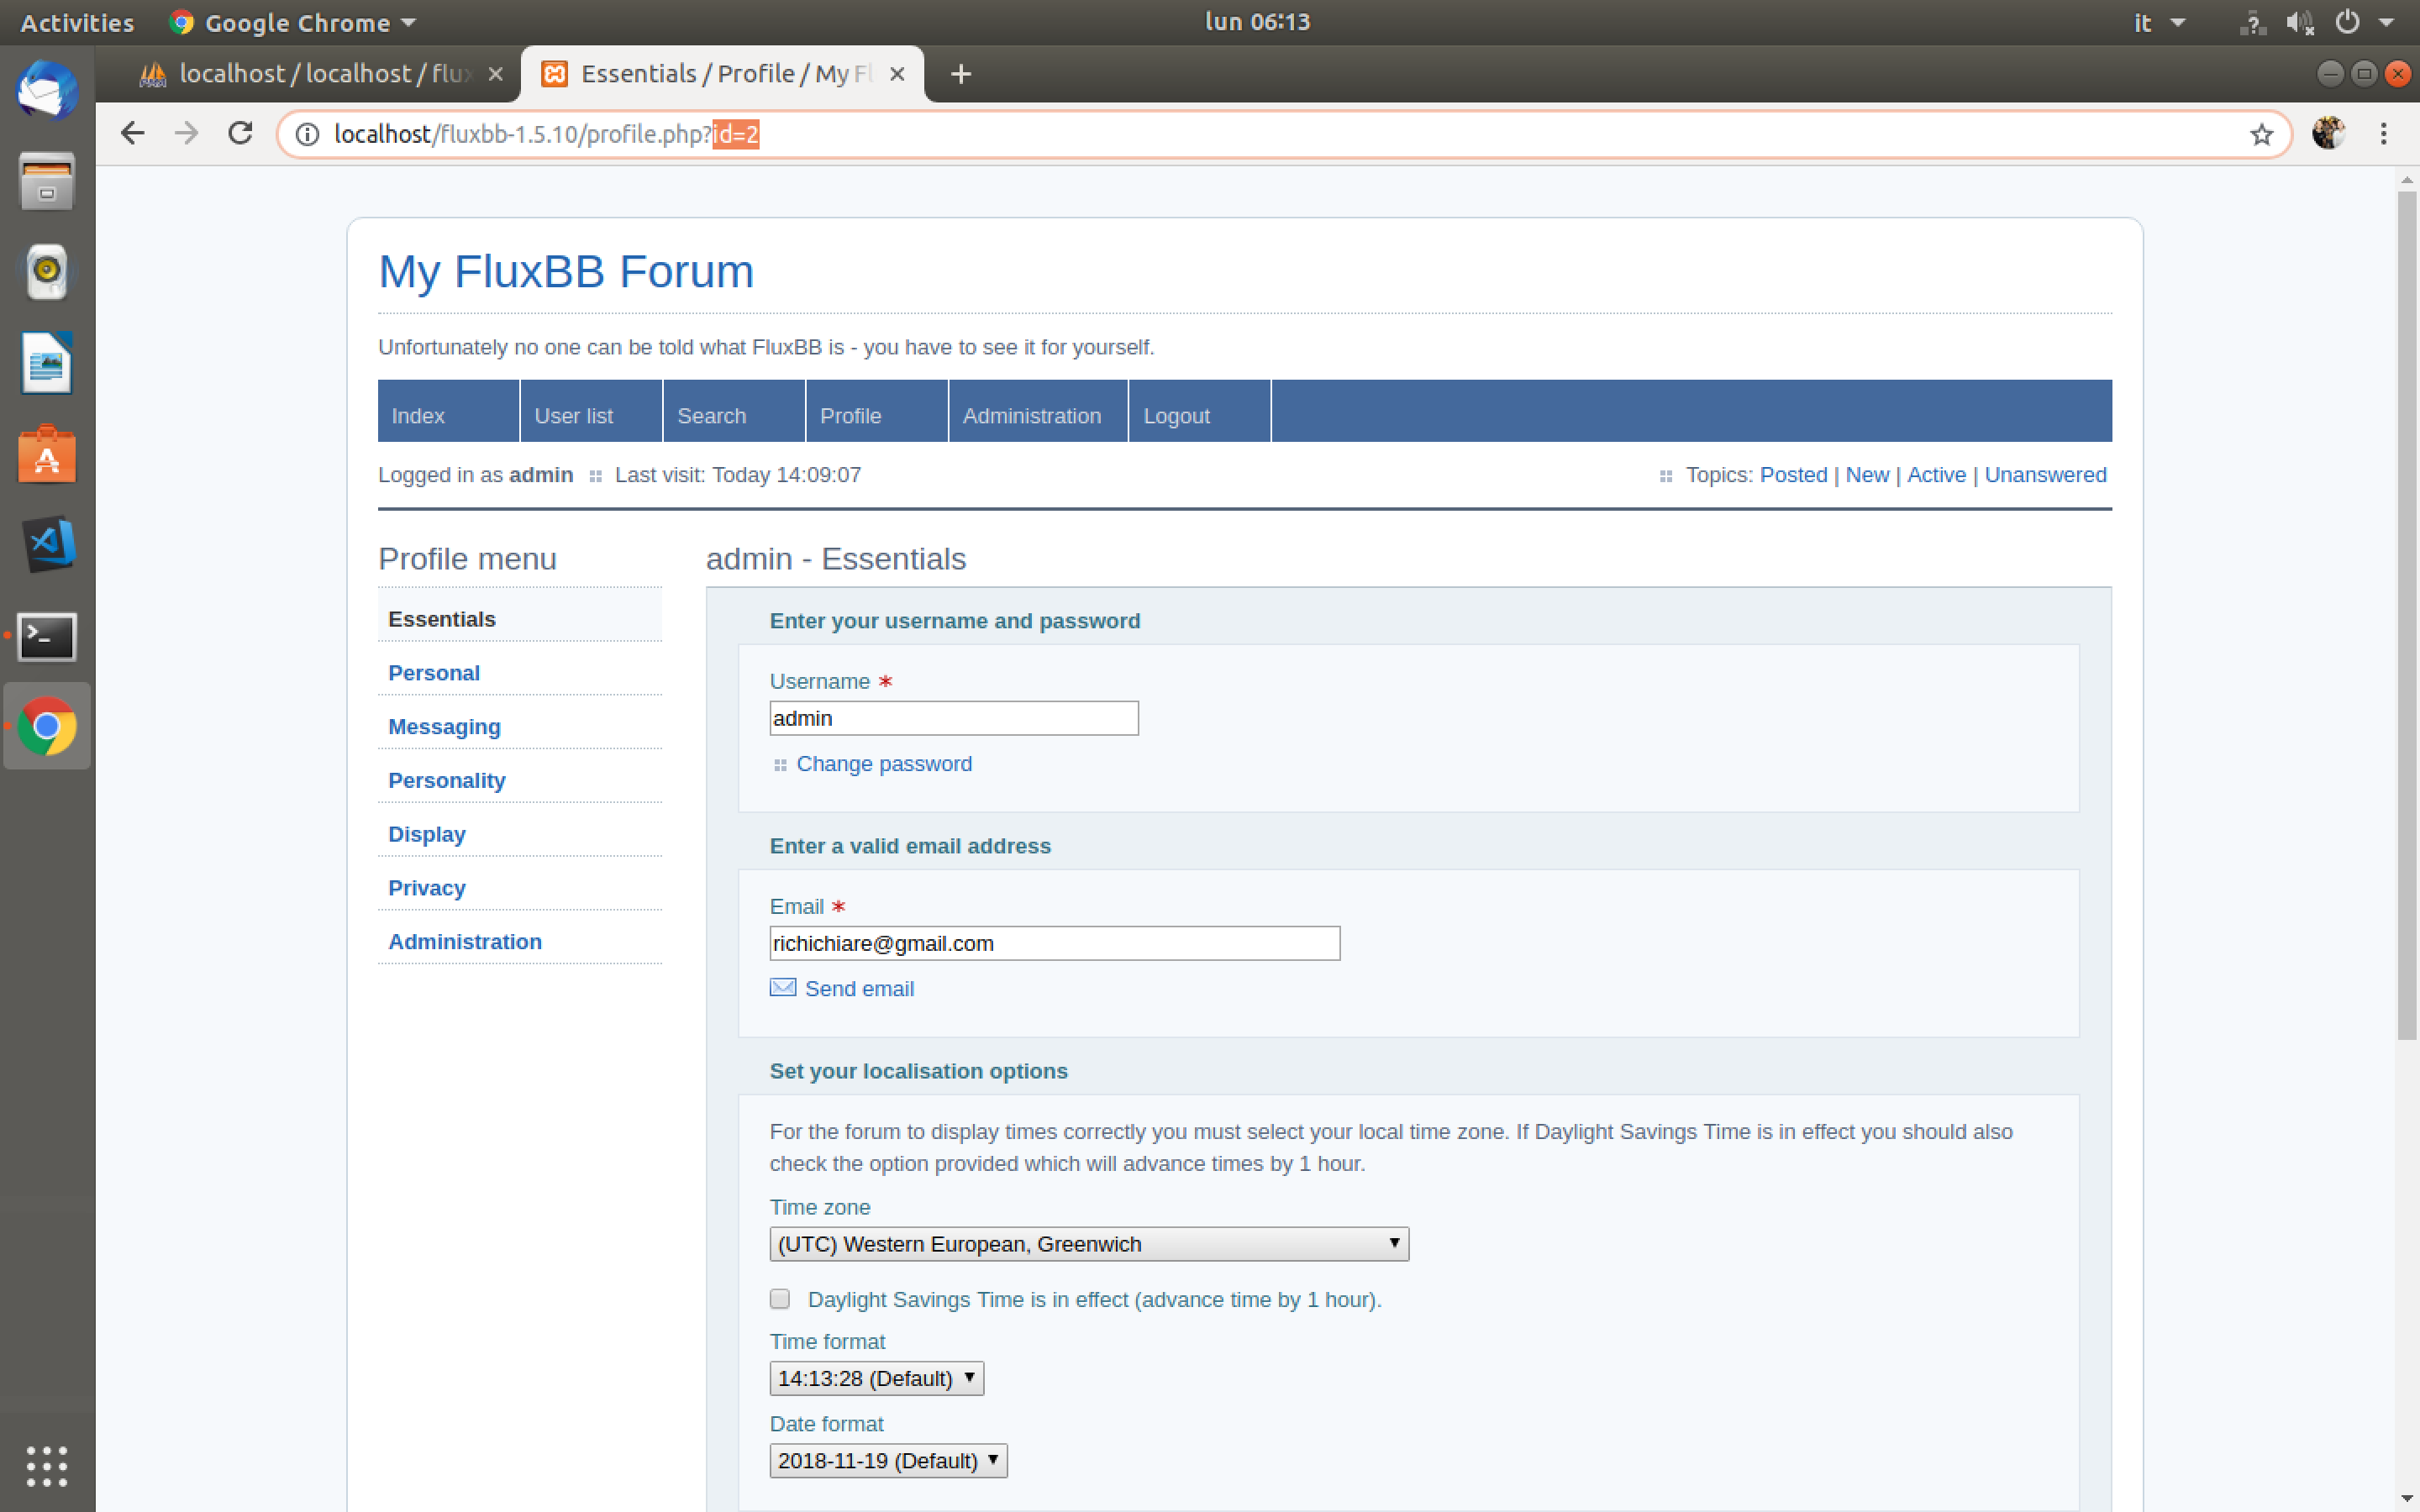 Activities Google Chrome lun 06:13 it
localhost / localhost / flux Essentials / Profile / My Fl
localhost/fluxbb-1.5.10/profile.php?id=2
My FluxBB Forum
Unfortunately no one can be told what FluxBB is - you have to see it for yourself.
Index User list Search Profile Administration Logout
Logged in as admin Last visit: Today 14:09:07 Topics: Posted | New | Active | Unanswered
Profile menu
Essentials
Personal
Messaging
Personality
Display
Privacy
Administration
admin - Essentials
Enter your username and password
Username *
admin
Change password
Enter a valid email address
Email *
richichiare@gmail.com
Send email
Set your localisation options
For the forum to display times correctly you must select your local time zone. If Daylight Savings Time is in effect you should also
check the option provided which will advance times by 1 hour.
Time zone
(UTC) Western European, Greenwich
Daylight Savings Time is in effect (advance time by 1 hour).
Time format
14:13:28 (Default)
Date format
2018-11-19 (Default)